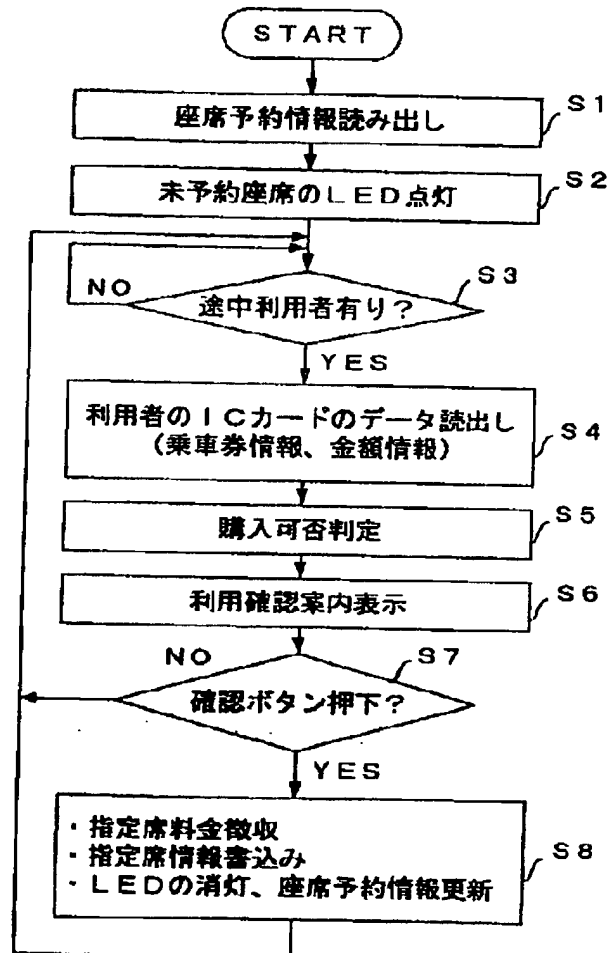 START
座席予約情報読み出し
S1
未予約座席のLED点灯
S2
NO
途中利用者有り?
S3
YES
利用者のICカードのデータ読出し
(乗車券情報、金額情報)
S4
購入可否判定
S5
利用確認案内表示
S6
NO
確認ボタン押下?
S7
YES
・指定席料金徴収
・指定席情報書込み
・LEDの消灯、座席予約情報更新
S8